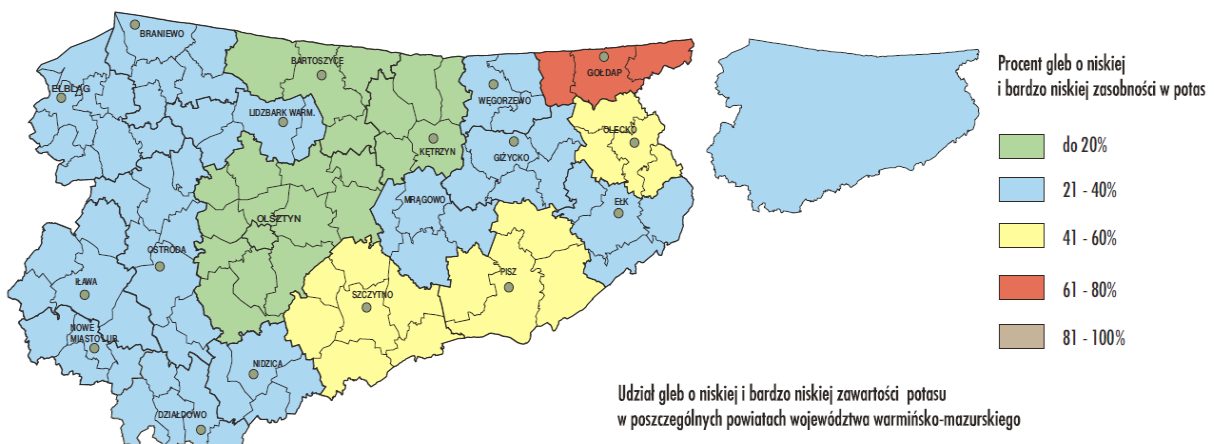 BRANIEWO
BARTOSZYCE
GOŁDAP
ELBLĄG
WĘGORZEWO
LIDZBARK WARM.
OLECKO
KĘTRZYN
GIŻYCKO
MRĄGOWO
EŁK
OLSZTYN
OSTRÓDA
PISZ
IŁAWA
SZCZYTNO
NOWE
MIASTO LUB.
NIDZICA
DZIAŁDOWO
Procent gleb o niskiej
i bardzo niskiej zasobności w potas
do 20%
21 - 40%
41 - 60%
61 - 80%
81 - 100%
Udział gleb o niskiej i bardzo niskiej zawartości potasu
w poszczególnych powiatach województwa warmińsko-mazurskiego